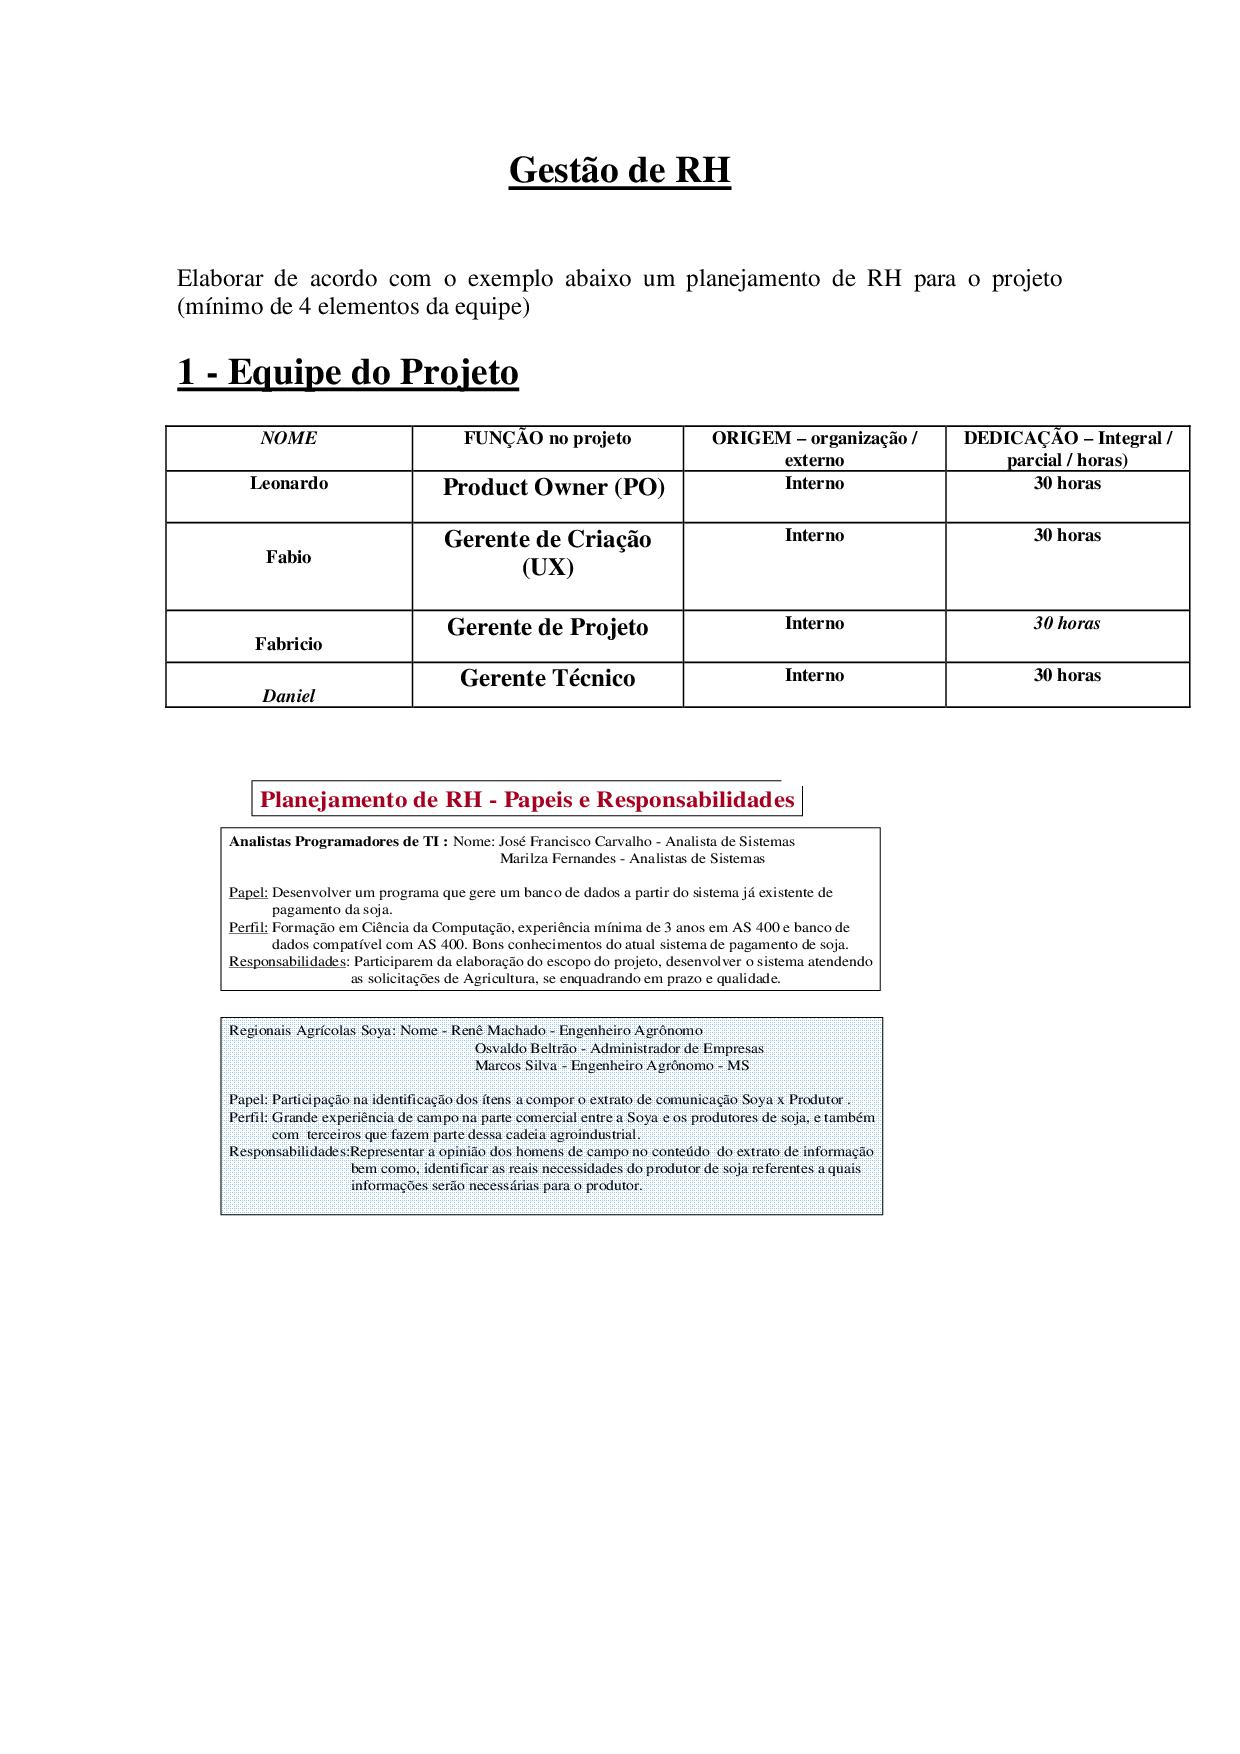 Gestão de RH
Elaborar de acordo com o exemplo abaixo um planejamento de RH para o projeto
(mínimo de 4 elementos da equipe)
1 - Equipe do Projeto
NOME FUNÇÃO no projeto ORIGEM – organização / externo DEDICAÇÃO – Integral / parcial / horas)
Leonardo Product Owner (PO) Interno 30 horas
Fabio Gerente de Criação (UX) Interno 30 horas
Fabricio Gerente de Projeto Interno 30 horas
Daniel Gerente Técnico Interno 30 horas
Planejamento de RH - Papeis e Responsabilidades
Analistas Programadores de TI : Nome: José Francisco Carvalho - Analista de Sistemas
Marilza Fernandes - Analistas de Sistemas
Papel: Desenvolver um programa que gere um banco de dados a partir do sistema já existente de
pagamento da soja.
Perfil: Formação em Ciência da Computação, experiência mínima de 3 anos em AS 400 e banco de
dados compatível com AS 400. Bons conhecimentos do atual sistema de pagamento de soja.
Responsabilidades: Participarem da elaboração do escopo do projeto, desenvolver o sistema atendendo
as solicitações de Agricultura, se enquadrando em prazo e qualidade.
Regionais Agrícolas Soya: Nome - Renê Machado - Engenheiro Agrônomo
Osvaldo Beltrão - Administrador de Empresas
Marcos Silva - Engenheiro Agrônomo - MS
Papel: Participação na identificação dos ítens a compor o extrato de comunicação Soya x Produtor .
Perfil: Grande experiência de campo na parte comercial entre a Soya e os produtores de soja, e também
com terceiros que fazem parte dessa cadeia agroindustrial.
Responsabilidades:Representar a opinião dos homens de campo no conteúdo do extrato de informação
bem como, identificar as reais necessidades do produtor de soja referentes a quais
informações serão necessárias para o produtor.